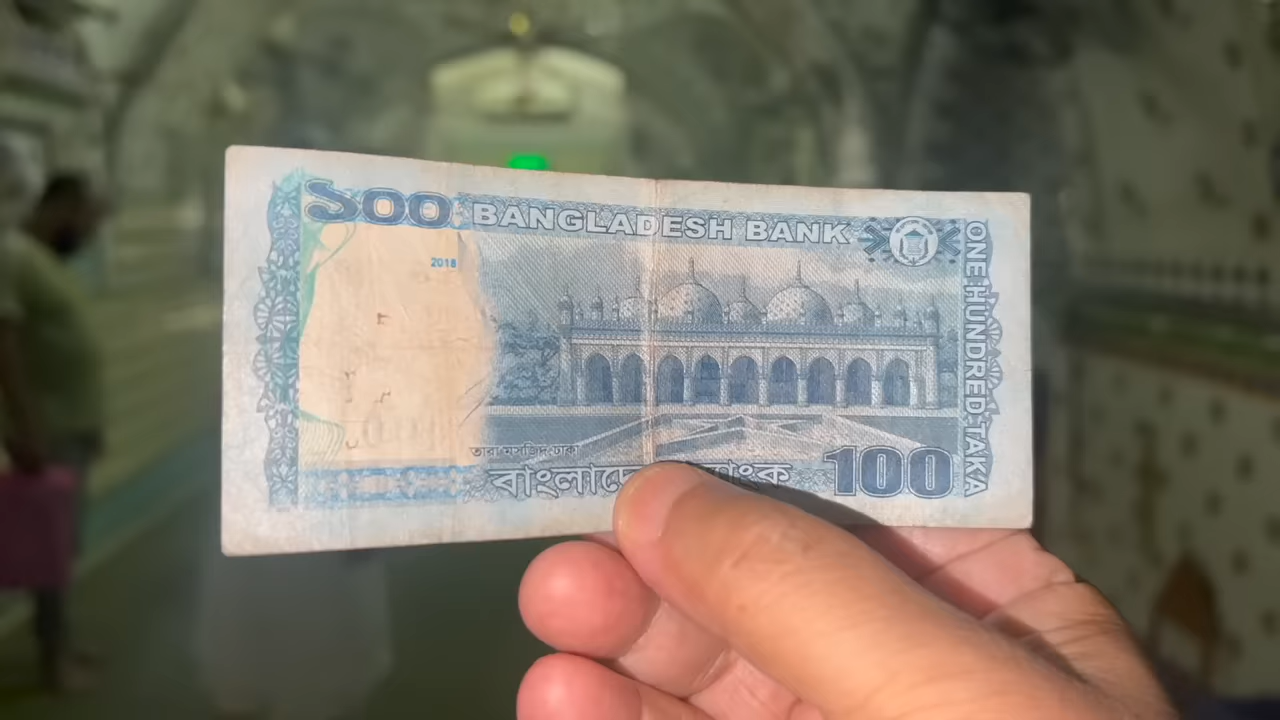 ১০০ BANGLADESH BANK
2018
ONE HUNDRED TAKA
তারা মসজিদ, ঢাকা
বাংলাদে
100